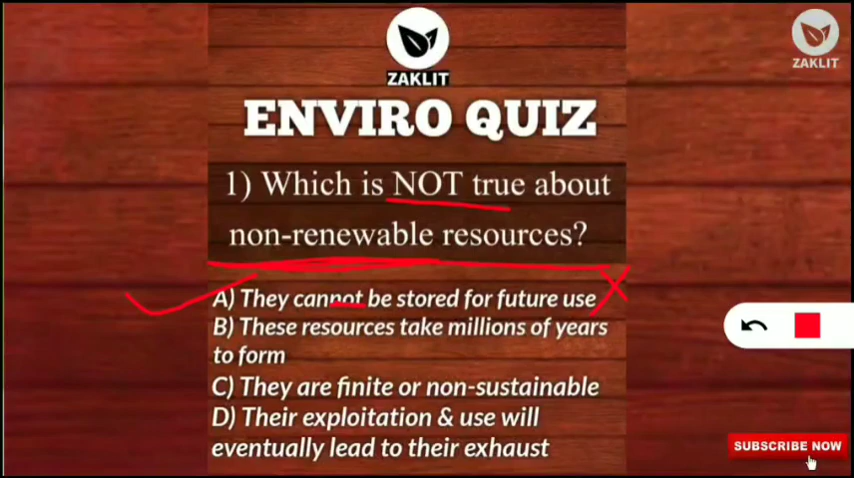 ZAKLIT
ZAKLIT
ENVIRO QUIZ
1) Which is NOT true about
non-renewable resources?
A) They cannot be stored for future use
B) These resources take millions of years
to form
C) They are finite or non-sustainable
D) Their exploitation & use will
eventually lead to their exhaust
SUBSCRIBE NOW